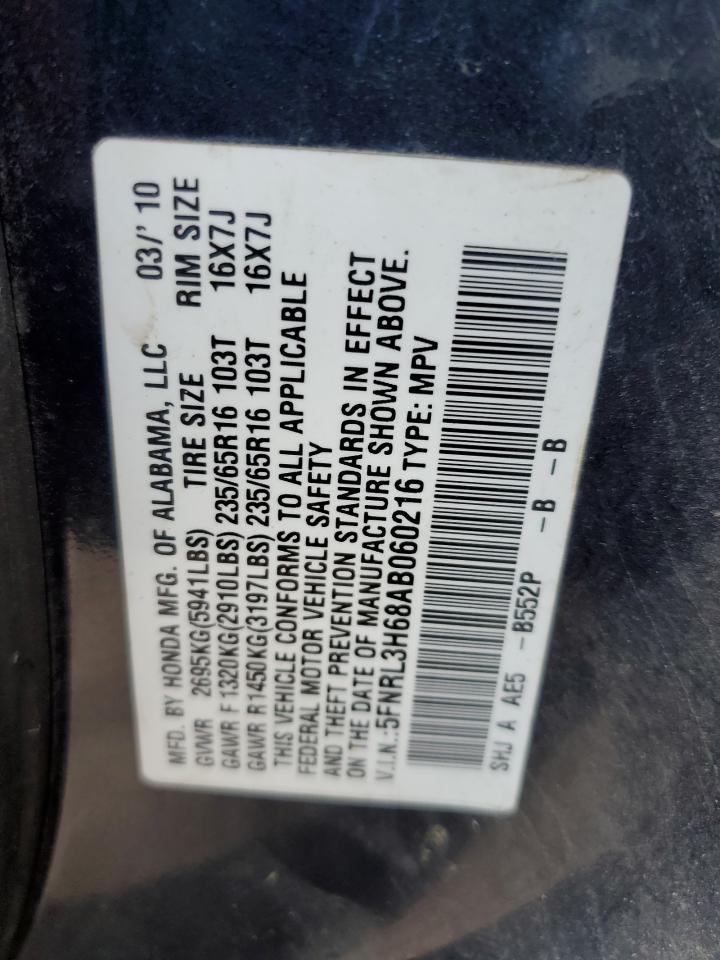 MFD. BY HONDA MFG. OF ALABAMA, LLC 03/' 10
GVWR 2695KG(5941LBS) TIRE SIZE RIM SIZE
GAWR F 1320KG(2910LBS) 235/65R16 103T 16X7J
GAWR R 1450KG(3197LBS) 235/65R16 103T 16X7J
THIS VEHICLE CONFORMS TO ALL APPLICABLE
FEDERAL MOTOR VEHICLE SAFETY
AND THEFT PREVENTION STANDARDS IN EFFECT
ON THE DATE OF MANUFACTURE SHOWN ABOVE.
V.I.N.:5FNRL3H68AB060216 TYPE: MPV
SHJ A AE5 -B552P -B -B